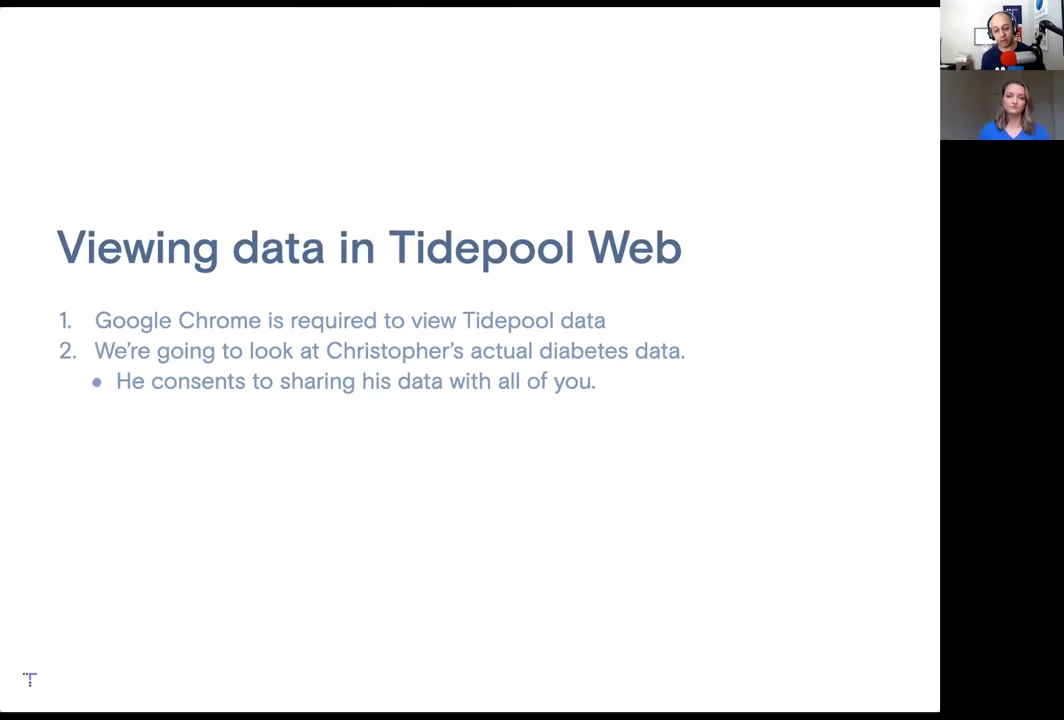 Viewing data in Tidepool Web
1. Google Chrome is required to view Tidepool data
2. We're going to look at Christopher's actual diabetes data.
• He consents to sharing his data with all of you.